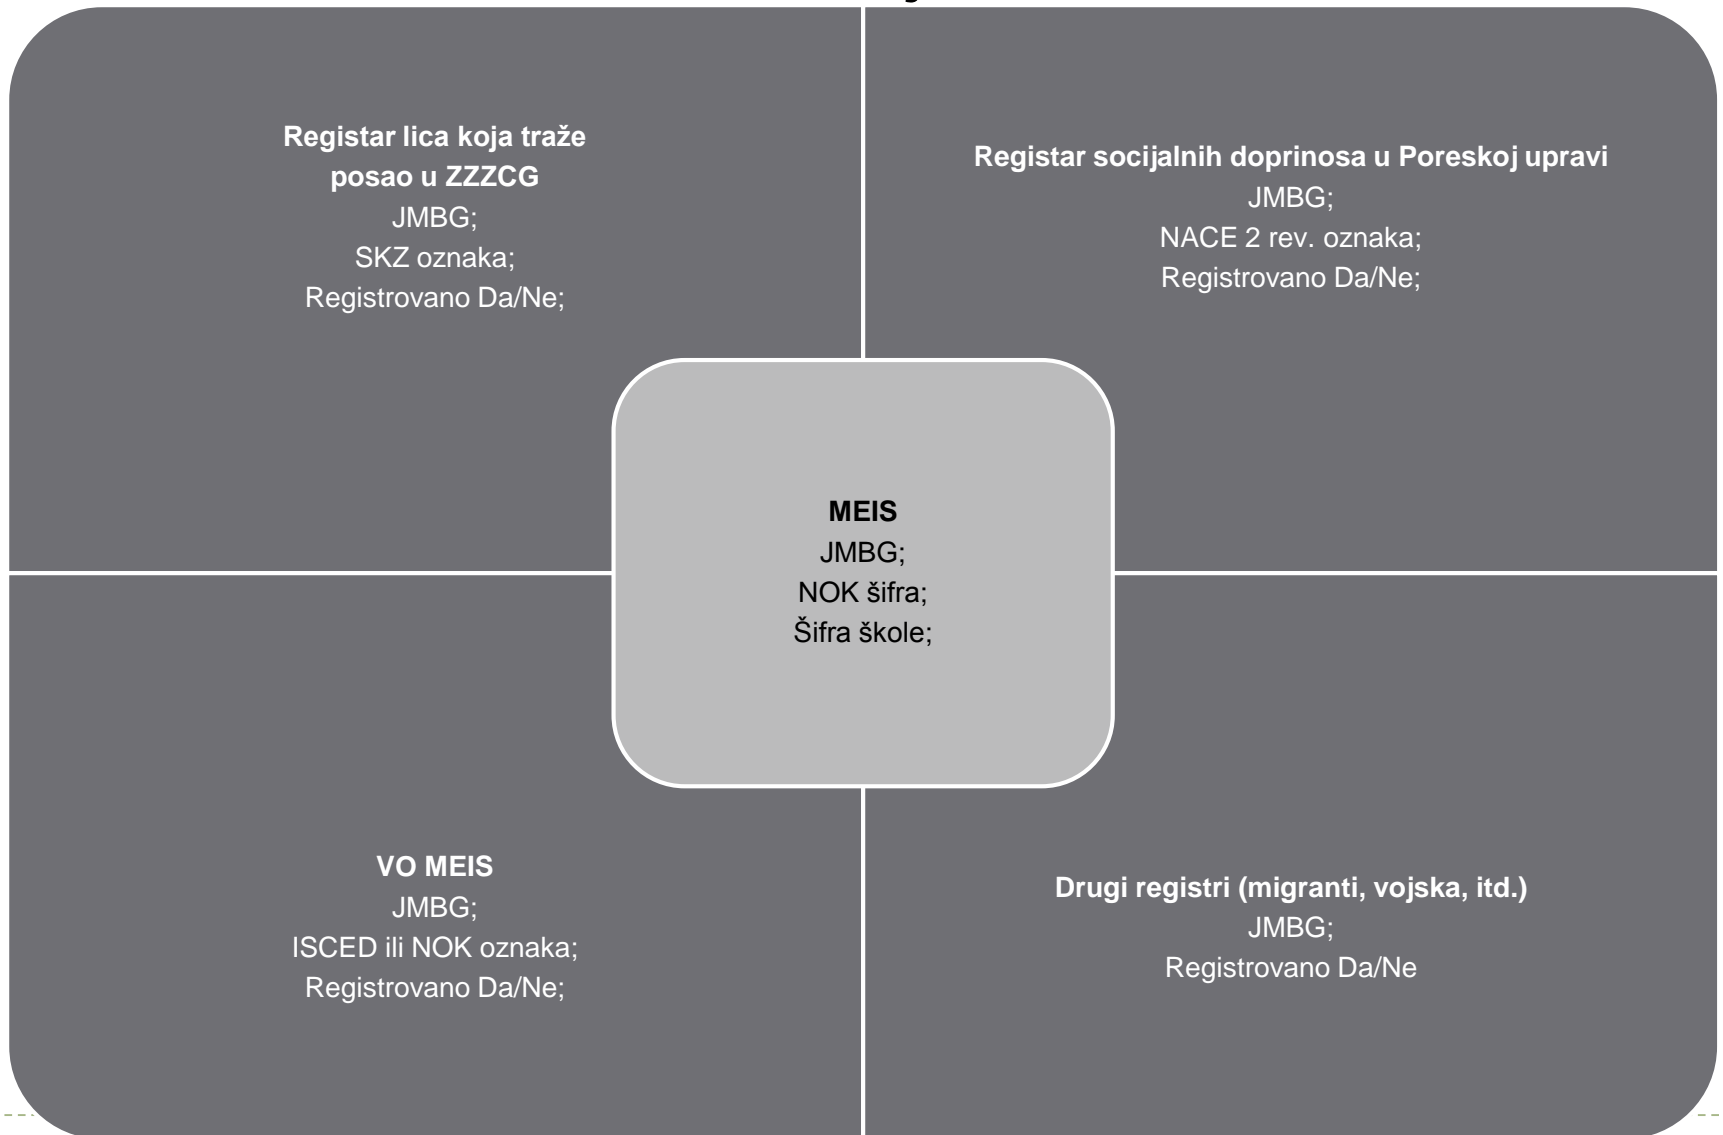 Registar lica koja traže
posao u ZZZCG
JMBG;
SKZ oznaka;
Registrovano Da/Ne;
Registar socijalnih doprinosa u Poreskoj upravi
JMBG;
NACE 2 rev. oznaka;
Registrovano Da/Ne;
MEIS
JMBG;
NOK šifra;
Šifra škole;
VO MEIS
JMBG;
ISCED ili NOK oznaka;
Registrovano Da/Ne;
Drugi registri (migranti, vojska, itd.)
JMBG;
Registrovano Da/Ne